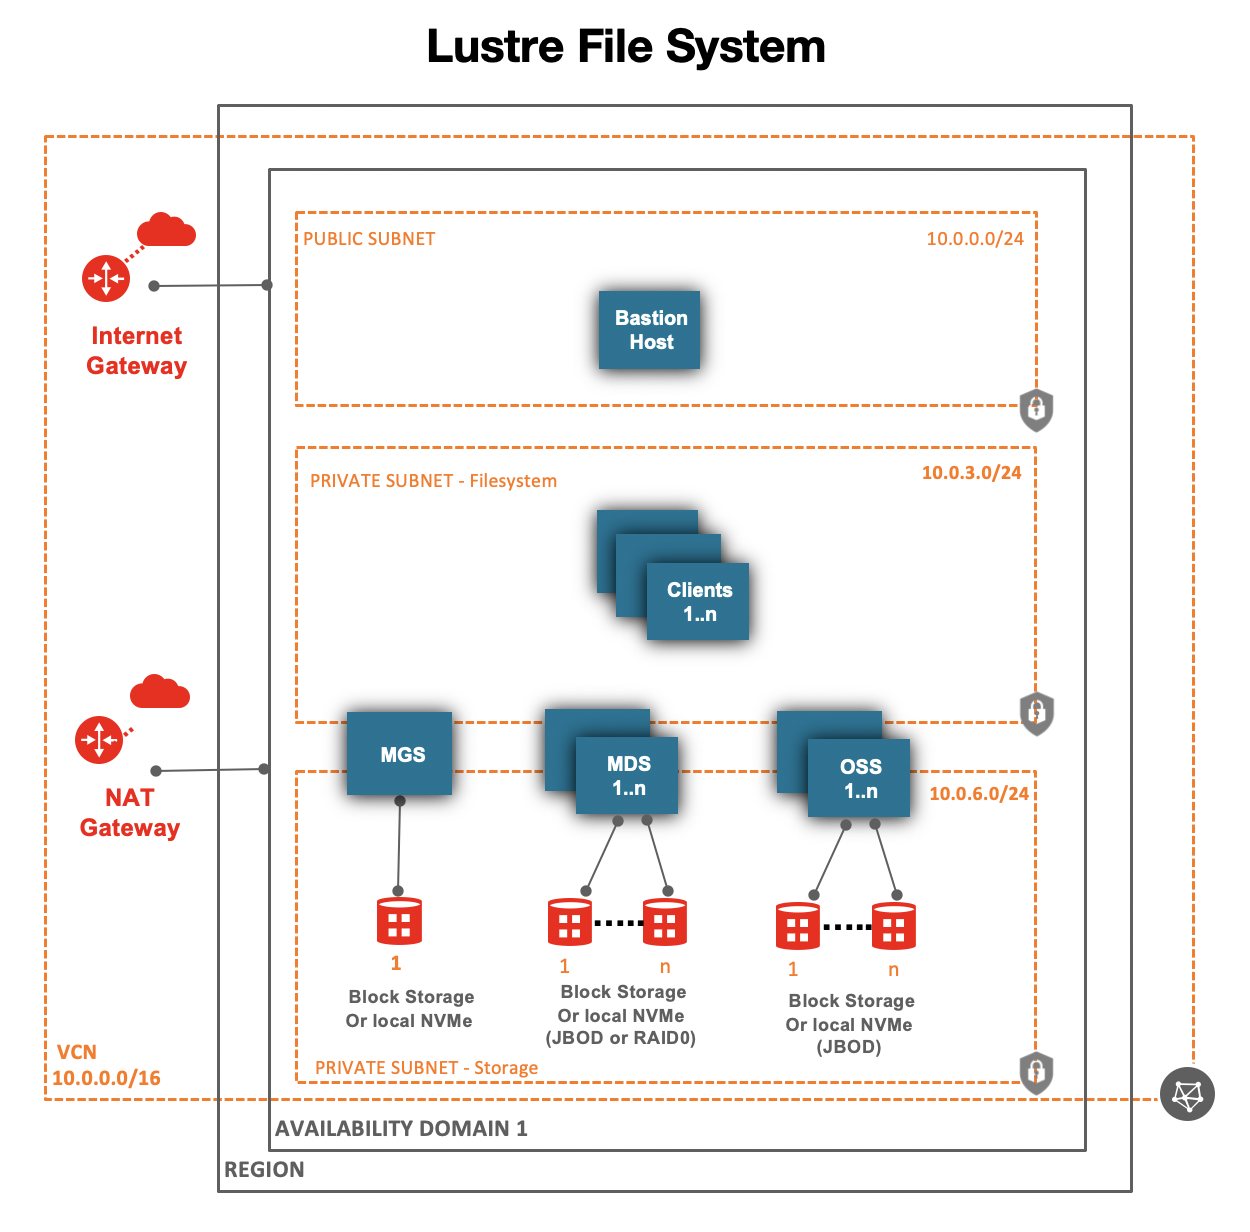 Lustre File System
PUBLIC SUBNET
10.0.0.0/24
Bastion
Host
Internet
Gateway
PRIVATE SUBNET - Filesystem
10.0.3.0/24
Clients
1..n
MGS
MDS
1..n
OSS
1..n
10.0.6.0/24
NAT
Gateway
1
1
n
1
n
Block Storage
Or local NVMe
Block Storage
Or local NVMe
(JBOD or RAID0)
Block Storage
Or local NVMe
(JBOD)
PRIVATE SUBNET - Storage
VCN
10.0.0.0/16
AVAILABILITY DOMAIN 1
REGION